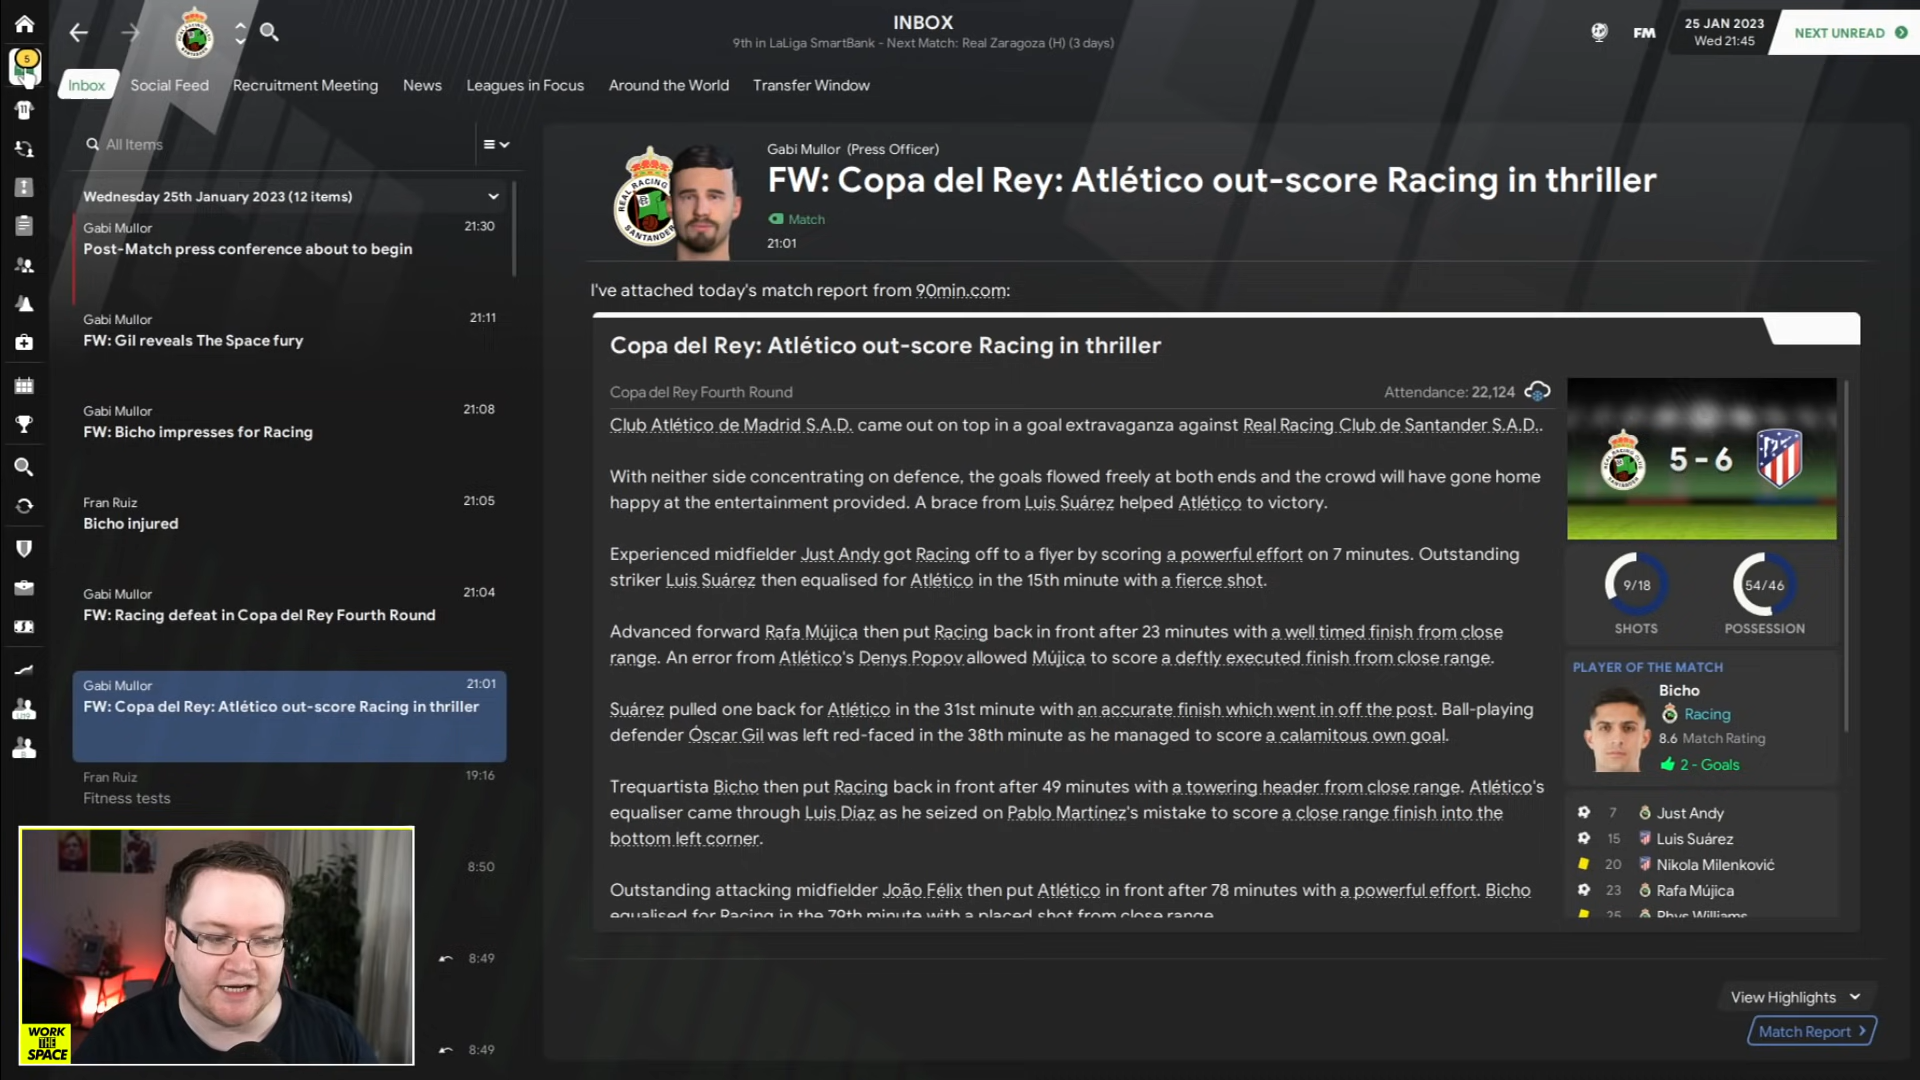 5
INBOX
9th in LaLiga SmartBank - Next Match: Real Zaragoza (H) (3 days)
FM
25 JAN 2023
Wed 21:45
NEXT UNREAD
Inbox
Social Feed
Recruitment Meeting
News
Leagues in Focus
Around the World
Transfer Window
All Items
Wednesday 25th January 2023 (12 items)
Gabi Mullor 21:30
Post-Match press conference about to begin
Gabi Mullor 21:11
FW: Gil reveals The Space fury
Gabi Mullor 21:08
FW: Bicho impresses for Racing
Fran Ruiz 21:05
Bicho injured
Gabi Mullor 21:04
FW: Racing defeat in Copa del Rey Fourth Round
Gabi Mullor 21:01
FW: Copa del Rey: Atlético out-score Racing in thriller
Fran Ruiz 19:16
Fitness tests
8:50
8:49
8:49
WORK
THE
SPACE
REAL RACING
SANTANDER
Gabi Mullor (Press Officer)
FW: Copa del Rey: Atlético out-score Racing in thriller
Match
21:01
I've attached today's match report from 90min.com:
Copa del Rey: Atlético out-score Racing in thriller
Copa del Rey Fourth Round
Attendance: 22,124
Club Atlético de Madrid S.A.D. came out on top in a goal extravaganza against Real Racing Club de Santander S.A.D..
With neither side concentrating on defence, the goals flowed freely at both ends and the crowd will have gone home
happy at the entertainment provided. A brace from Luis Suárez helped Atlético to victory.
Experienced midfielder Just Andy got Racing off to a flyer by scoring a powerful effort on 7 minutes. Outstanding
striker Luis Suárez then equalised for Atlético in the 15th minute with a fierce shot.
Advanced forward Rafa Mújica then put Racing back in front after 23 minutes with a well timed finish from close
range. An error from Atlético's Denys Popov allowed Mújica to score a deftly executed finish from close range.
Suárez pulled one back for Atlético in the 31st minute with an accurate finish which went in off the post. Ball-playing
defender Óscar Gil was left red-faced in the 38th minute as he managed to score a calamitous own goal.
Trequartista Bicho then put Racing back in front after 49 minutes with a towering header from close range. Atlético's
equaliser came through Luis Díaz as he seized on Pablo Martínez's mistake to score a close range finish into the
bottom left corner.
Outstanding attacking midfielder João Félix then put Atlético in front after 78 minutes with a powerful effort. Bicho
equalised for Racing in the 79th minute with a placed shot from close range.
5 - 6
9/18
54/46
SHOTS
POSSESSION
PLAYER OF THE MATCH
Bicho
Racing
8.6 Match Rating
2 - Goals
7 Just Andy
15 Luis Suárez
20 Nikola Milenković
23 Rafa Mújica
25 Rhys Williams
View Highlights
Match Report